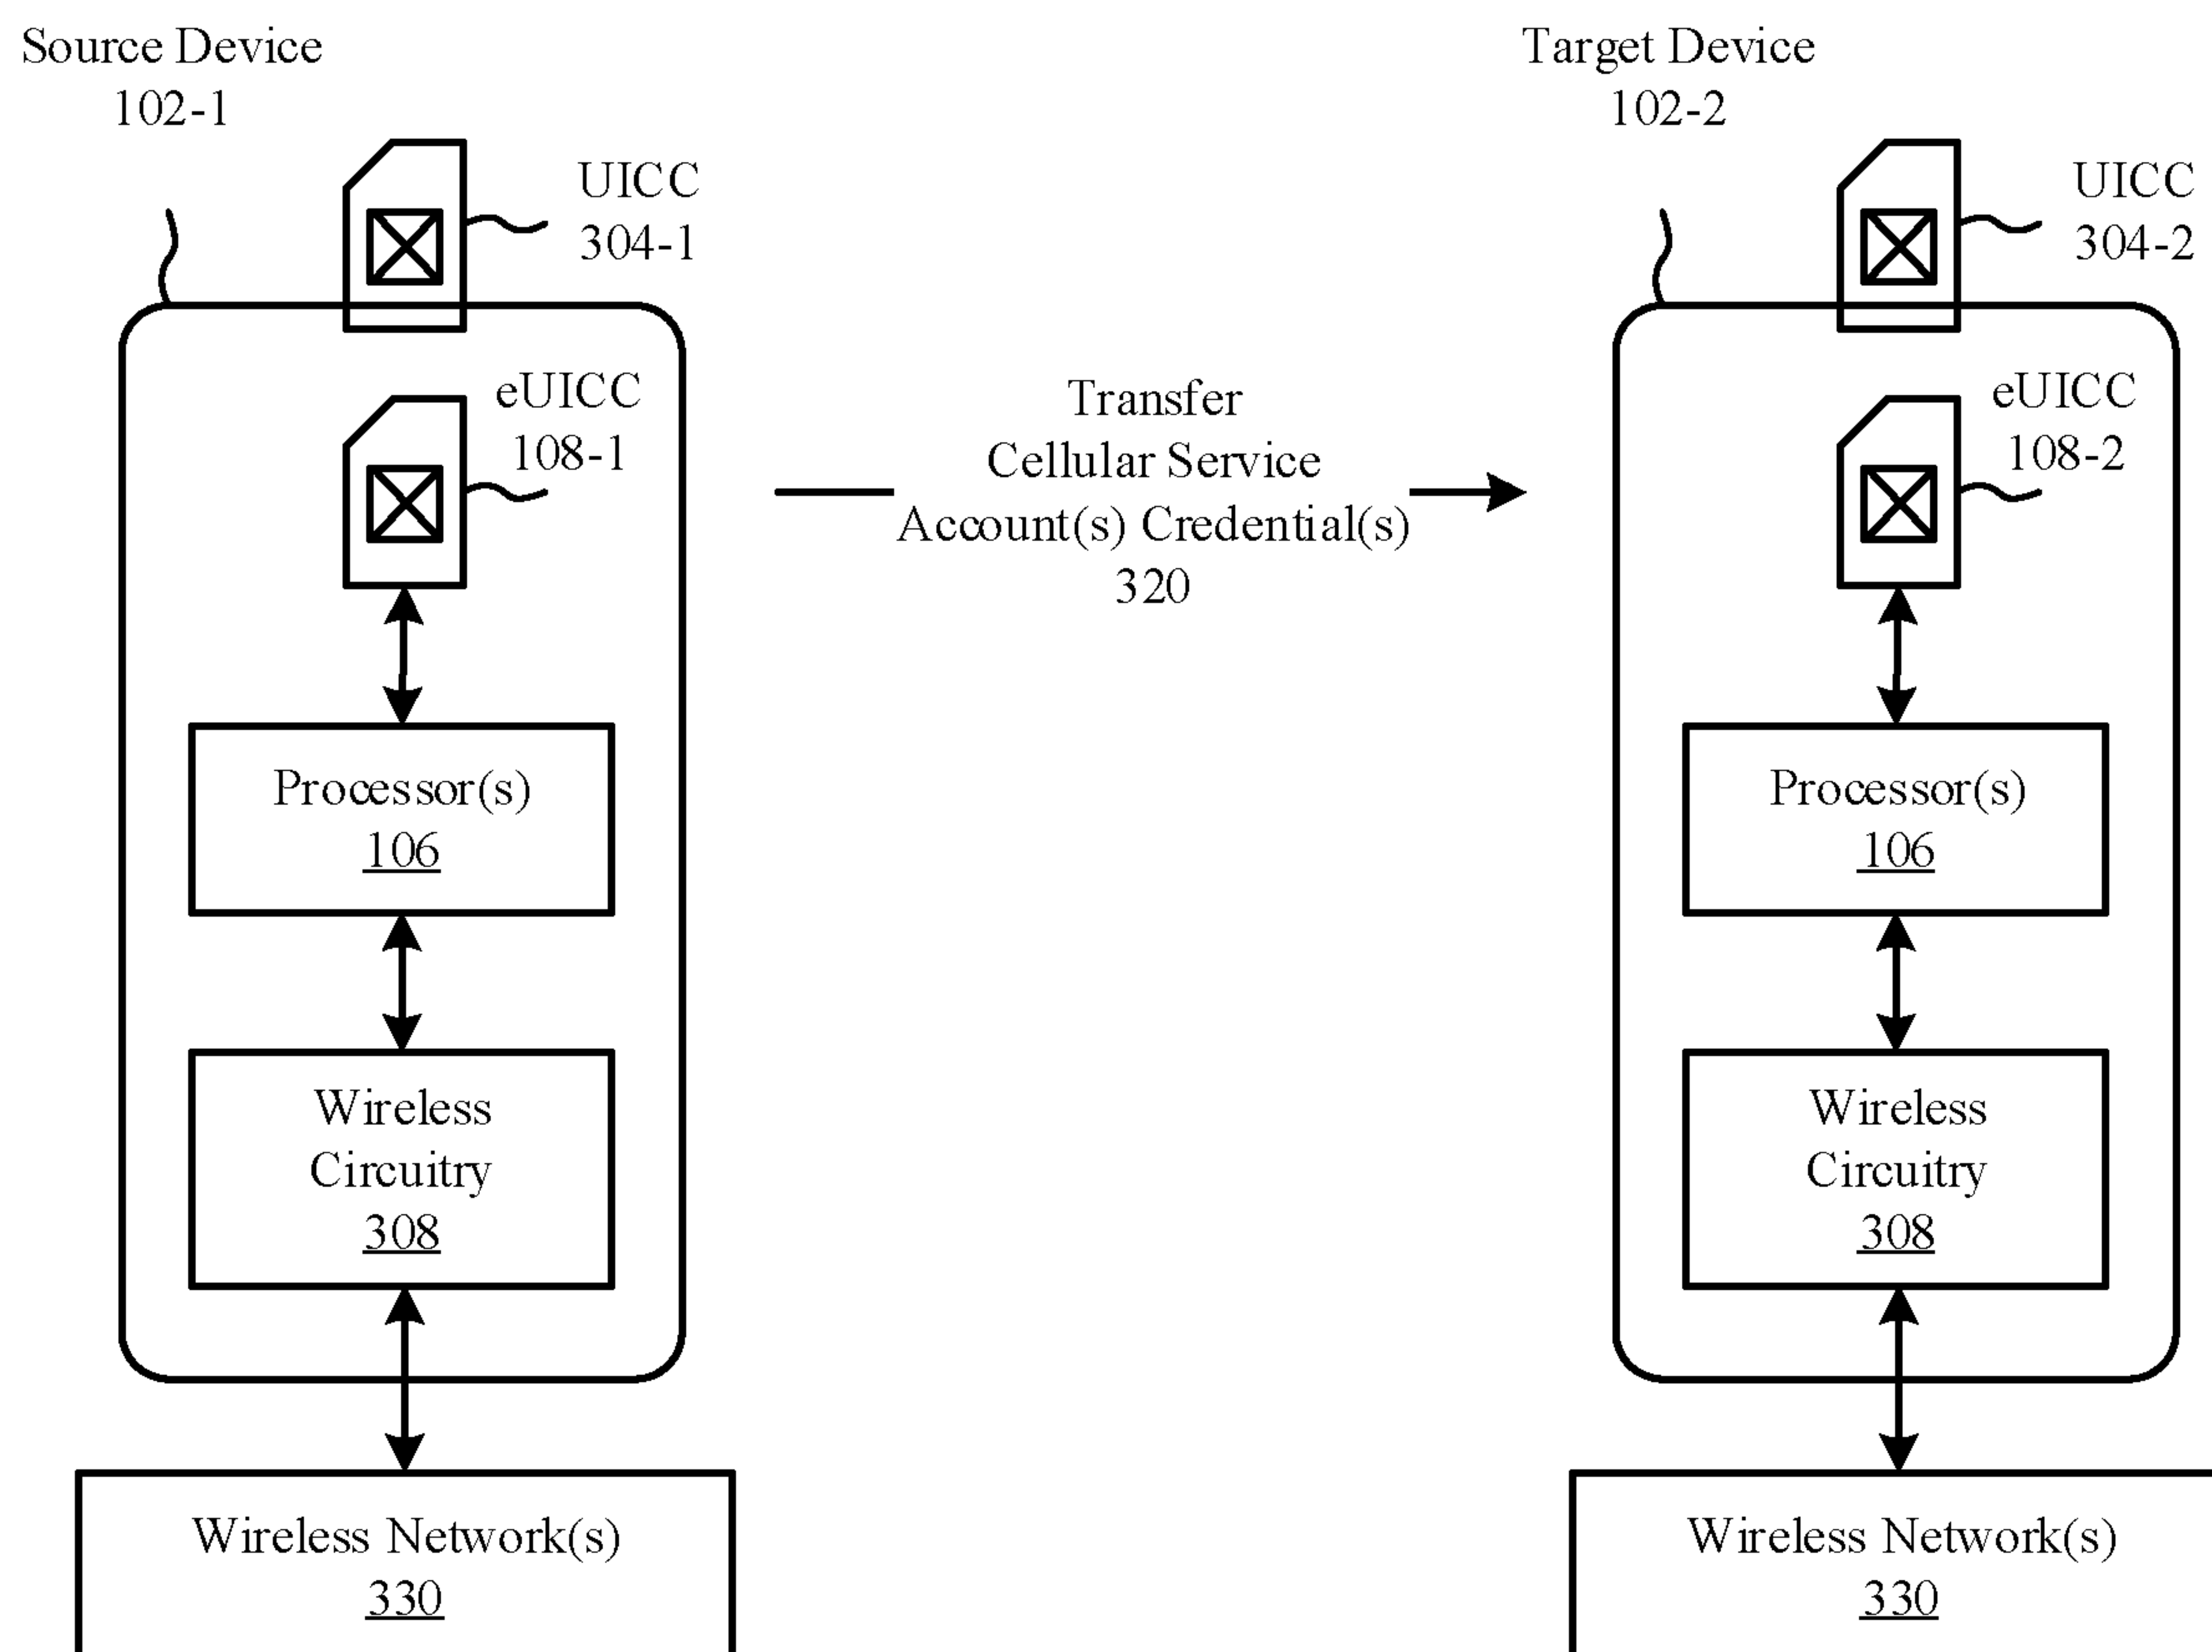 Source Device
102-1
UICC
304-1
eUICC
108-1
Processor(s)
106
Wireless
Circuitry
308
Wireless Network(s)
330
Transfer
Cellular Service
Account(s) Credential(s)
320
Target Device
102-2
UICC
304-2
eUICC
108-2
Processor(s)
106
Wireless
Circuitry
308
Wireless Network(s)
330